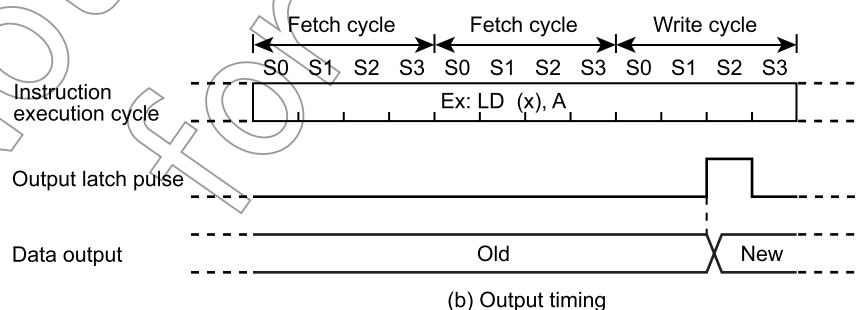 Fetch cycle Fetch cycle Write cycle
S0 S1 S2 S3 S0 S1 S2 S3 S0 S1 S2 S3
Instruction
execution cycle
Ex: LD (x), A
Output latch pulse
Data output
Old
New
(b) Output timing
for